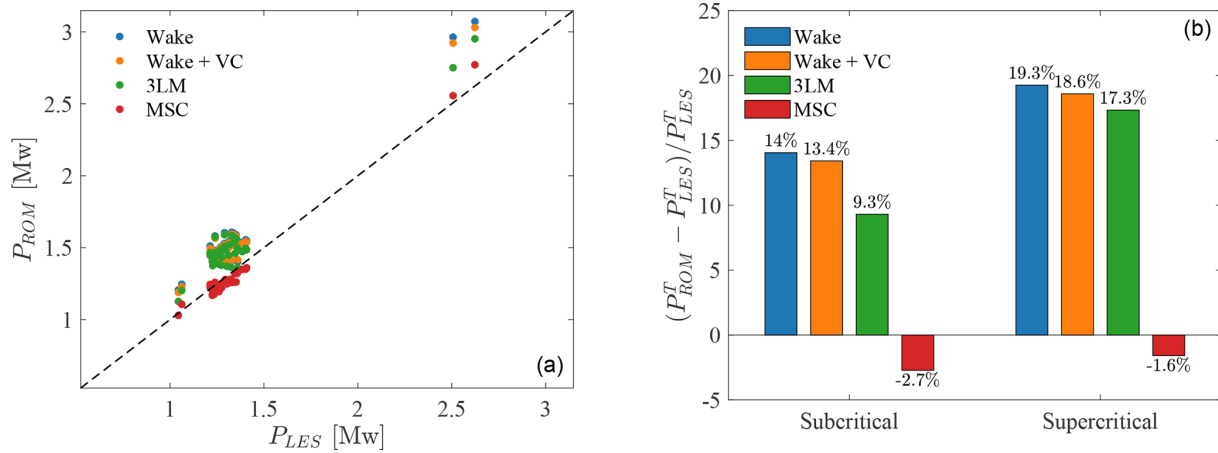 3
2.5
2
1.5
1
P_ROM [Mw]
Wake
Wake + VC
3LM
MSC
(a)
1 1.5 2 2.5 3
P_LES [Mw]
25
20
15
10
5
0
-5
(P^T_ROM − P^T_LES)/P^T_LES
Wake
Wake + VC
3LM
MSC
(b)
14%
13.4%
9.3%
-2.7%
19.3%
18.6%
17.3%
-1.6%
Subcritical Supercritical